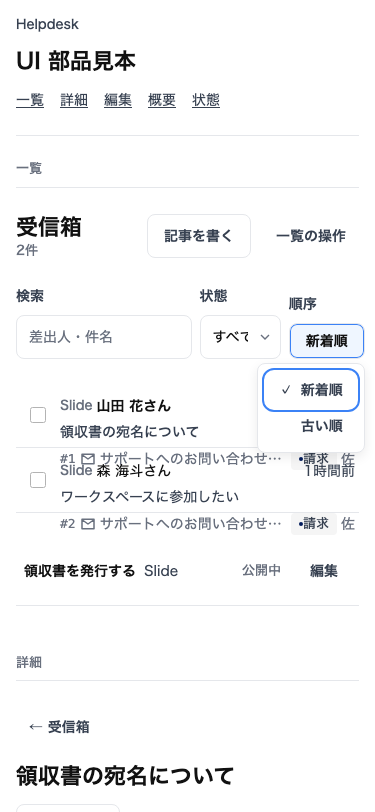 Helpdesk
UI 部品見本
一覧 詳細 編集 概要 状態
一覧
受信箱
2件
記事を書く
一覧の操作
検索
状態
順序
差出人・件名
すべて
新着順
✓ 新着順
古い順
Slide 山田 花さん
領収書の宛名について
#1 サポートへのお問い合わせ… •請求 佐
Slide 森 海斗さん 1時間前
ワークスペースに参加したい
#2 サポートへのお問い合わせ… •請求 佐
領収書を発行する Slide 公開中 編集
詳細
← 受信箱
領収書の宛名について